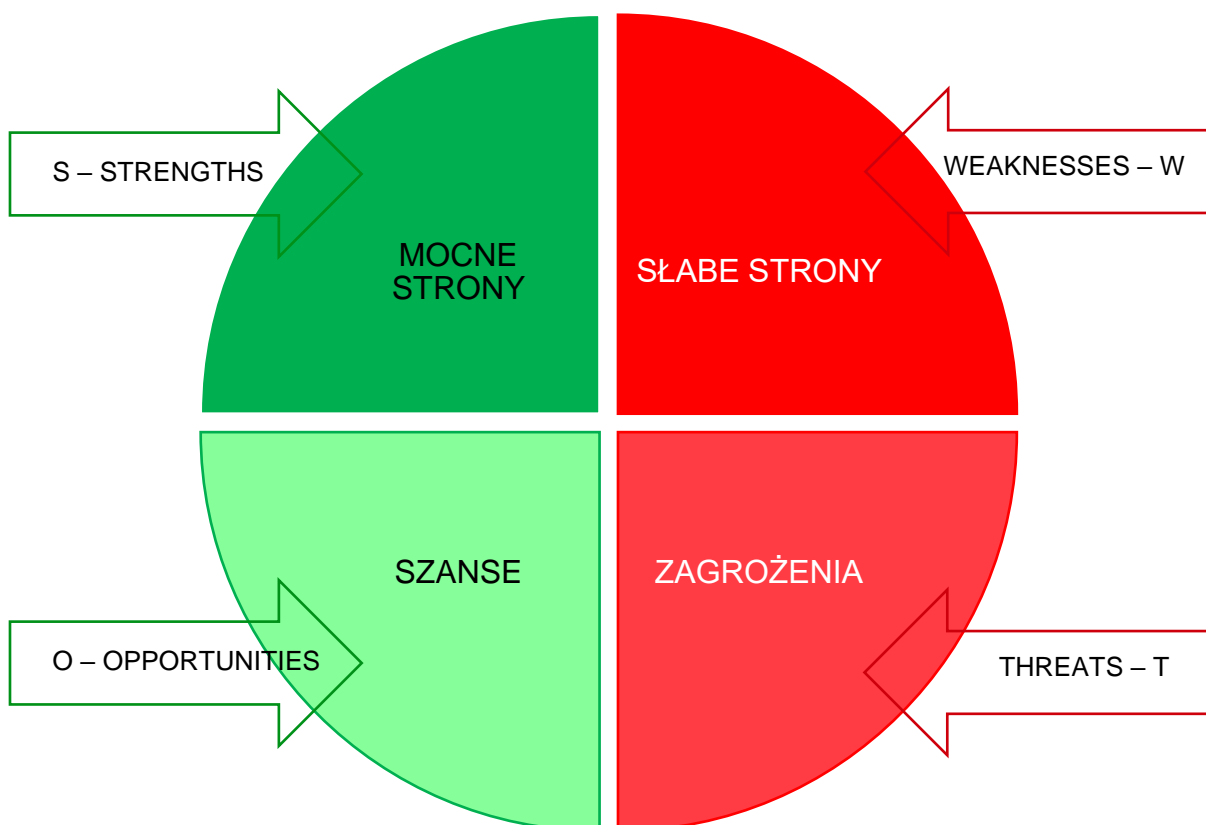 S – STRENGTHS
WEAKNESSES – W
MOCNE
STRONY
SŁABE STRONY
SZANSE
ZAGROŻENIA
O – OPPORTUNITIES
THREATS – T